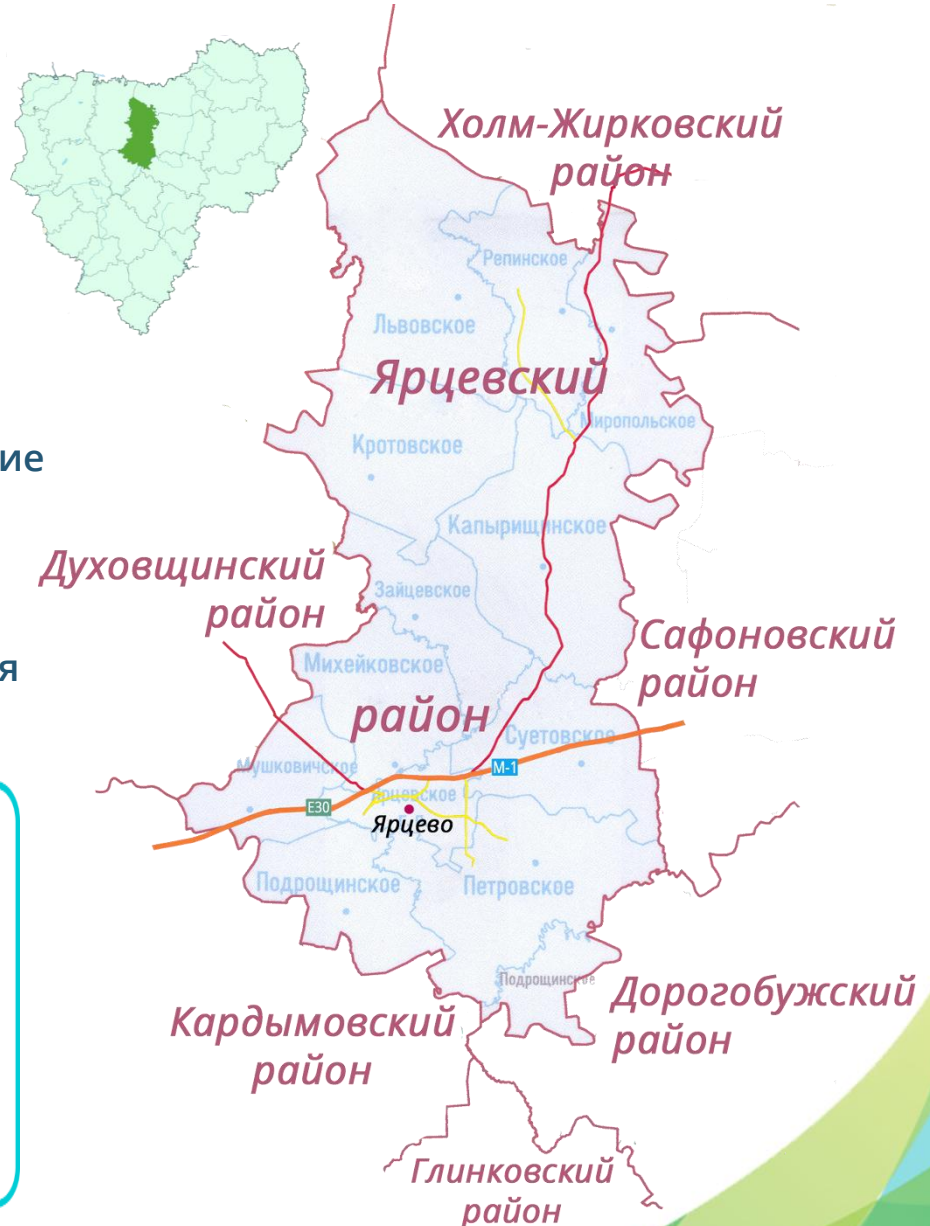 Холм-Жирковский
район
Репинское
Львовское
Ярцевский
Миропольское
ие
Кротовское
Капырищинское
Духовщинский
район
Зайцевское
Сафоновский
район
Михейковское
я
район
Суетовское
Мушковичское
M-1
E30
Ярцевское
Ярцево
Подрощинское
Петровское
Подрощинское
Дорогобужский
район
Кардымовский
район
Глинковский
район